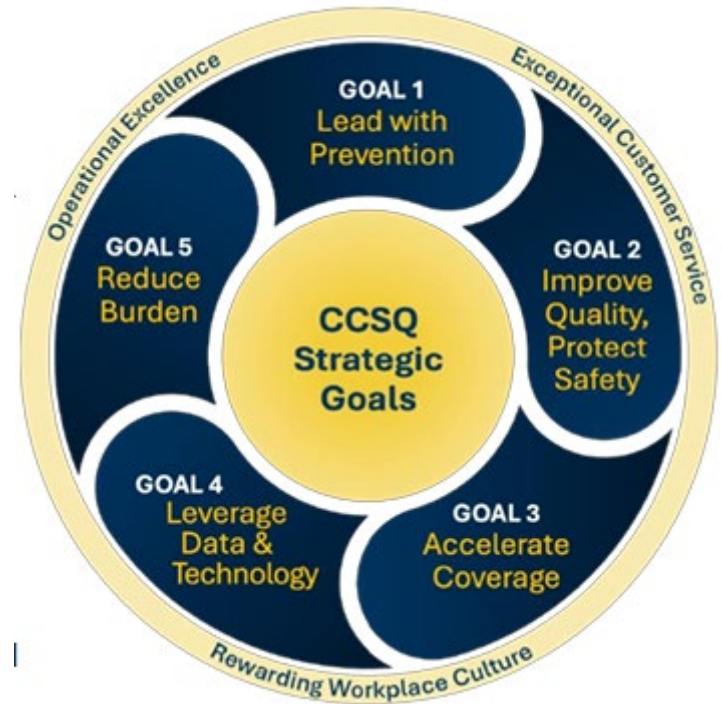 Operational Excellence
Exceptional Customer Service
GOAL 1
Lead with
Prevention
GOAL 2
Improve
Quality,
Protect
Safety
GOAL 3
Accelerate
Coverage
GOAL 4
Leverage
Data &
Technology
GOAL 5
Reduce
Burden
CCSQ
Strategic
Goals
Rewarding Workplace Culture